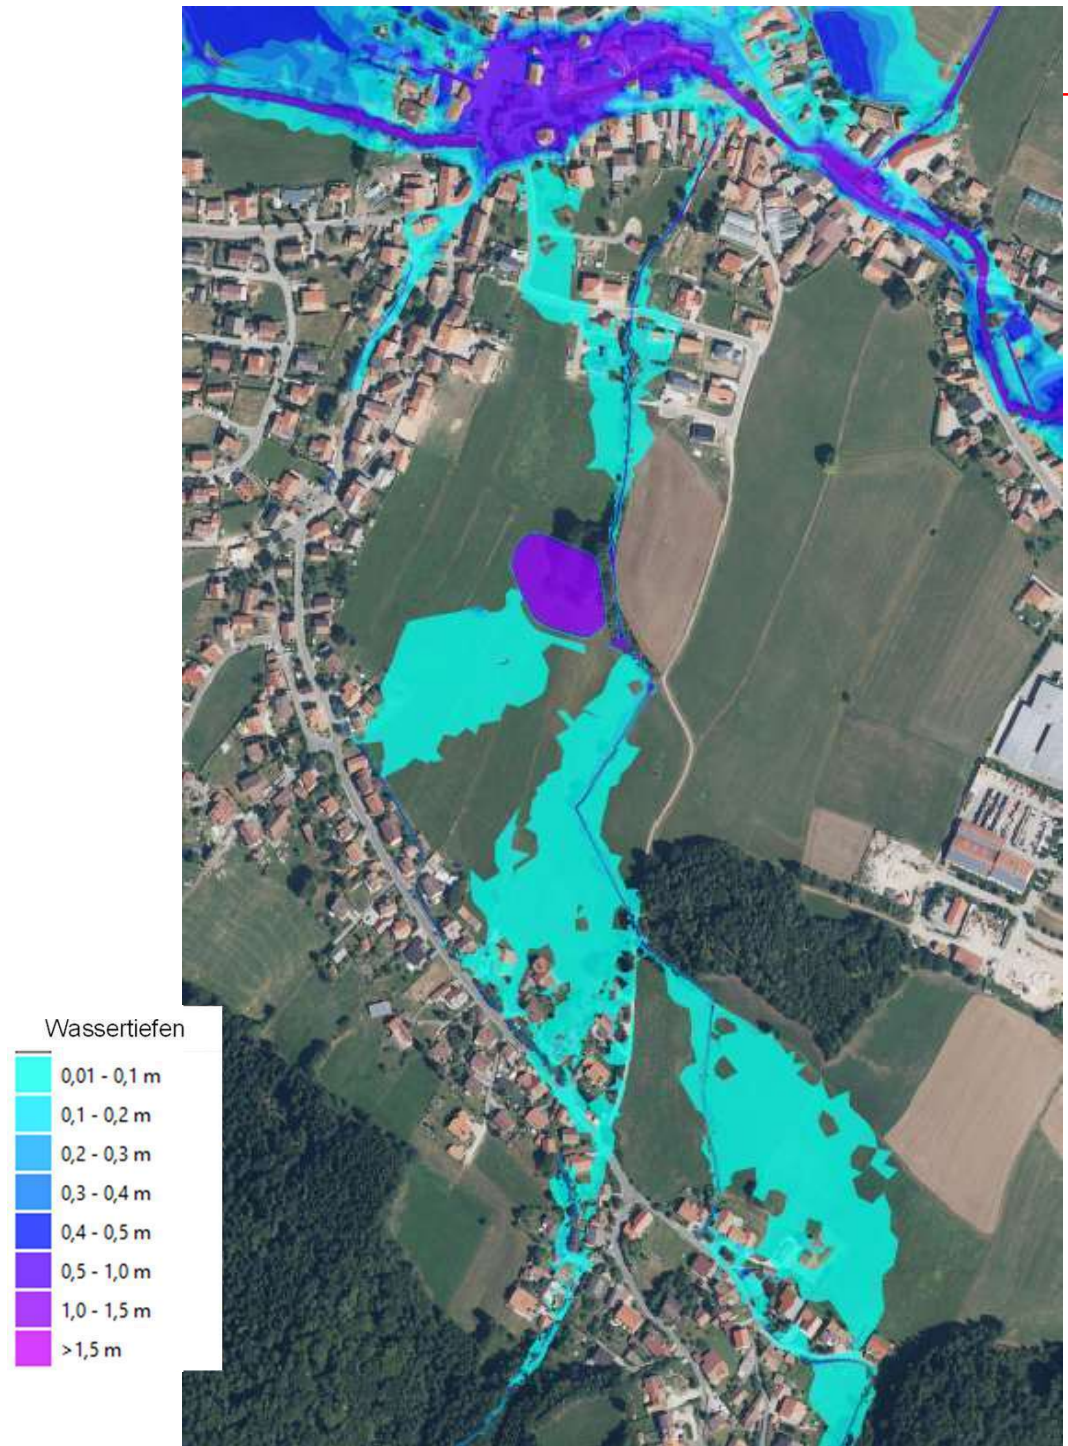 Wassertiefen
0,01 - 0,1 m
0,1 - 0,2 m
0,2 - 0,3 m
0,3 - 0,4 m
0,4 - 0,5 m
0,5 - 1,0 m
1,0 - 1,5 m
>1,5 m